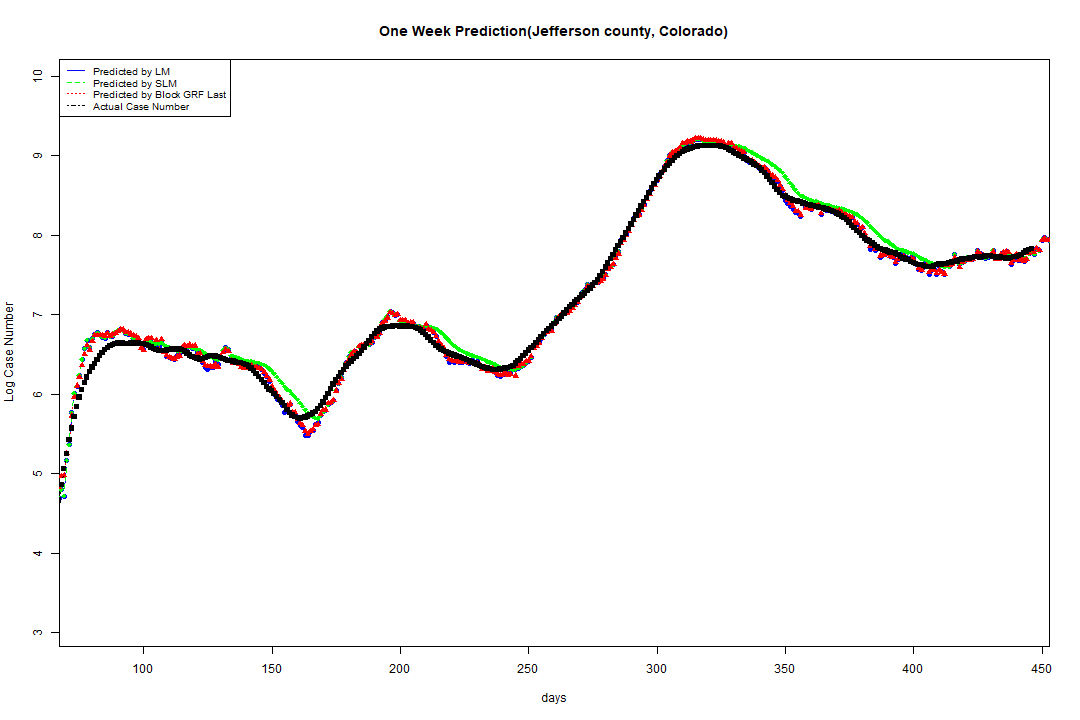 One Week Prediction(Jefferson county, Colorado)
Predicted by LM
Predicted by SLM
Predicted by Block GRF Last
Actual Case Number
Log Case Number
10
9
8
7
6
5
4
3
100 150 200 250 300 350 400 450
days